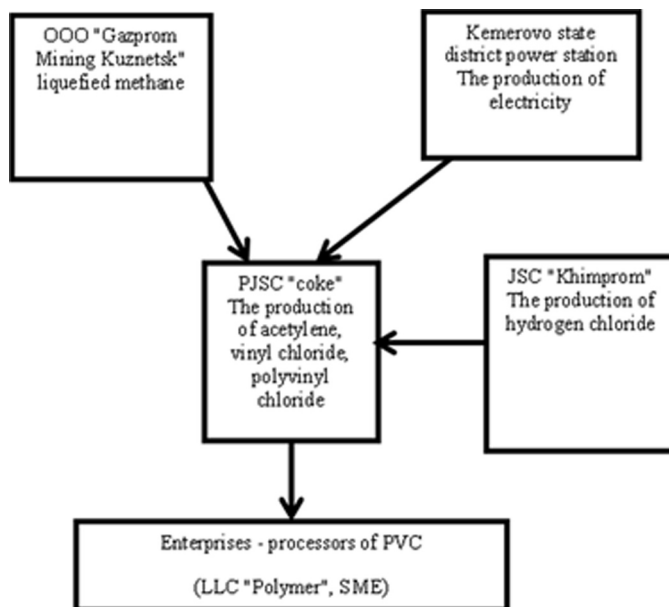 OOO "Gazprom
Mining Kuznetsk"
liquefied methane
Kemerovo state
district power station
The production of
electricity
PJSC "coke"
The production
of acetylene,
vinyl chloride,
polyvinyl
chloride
JSC "Khimprom"
The production of
hydrogen chloride
Enterprises - processors of PVC
(LLC "Polymer", SME)